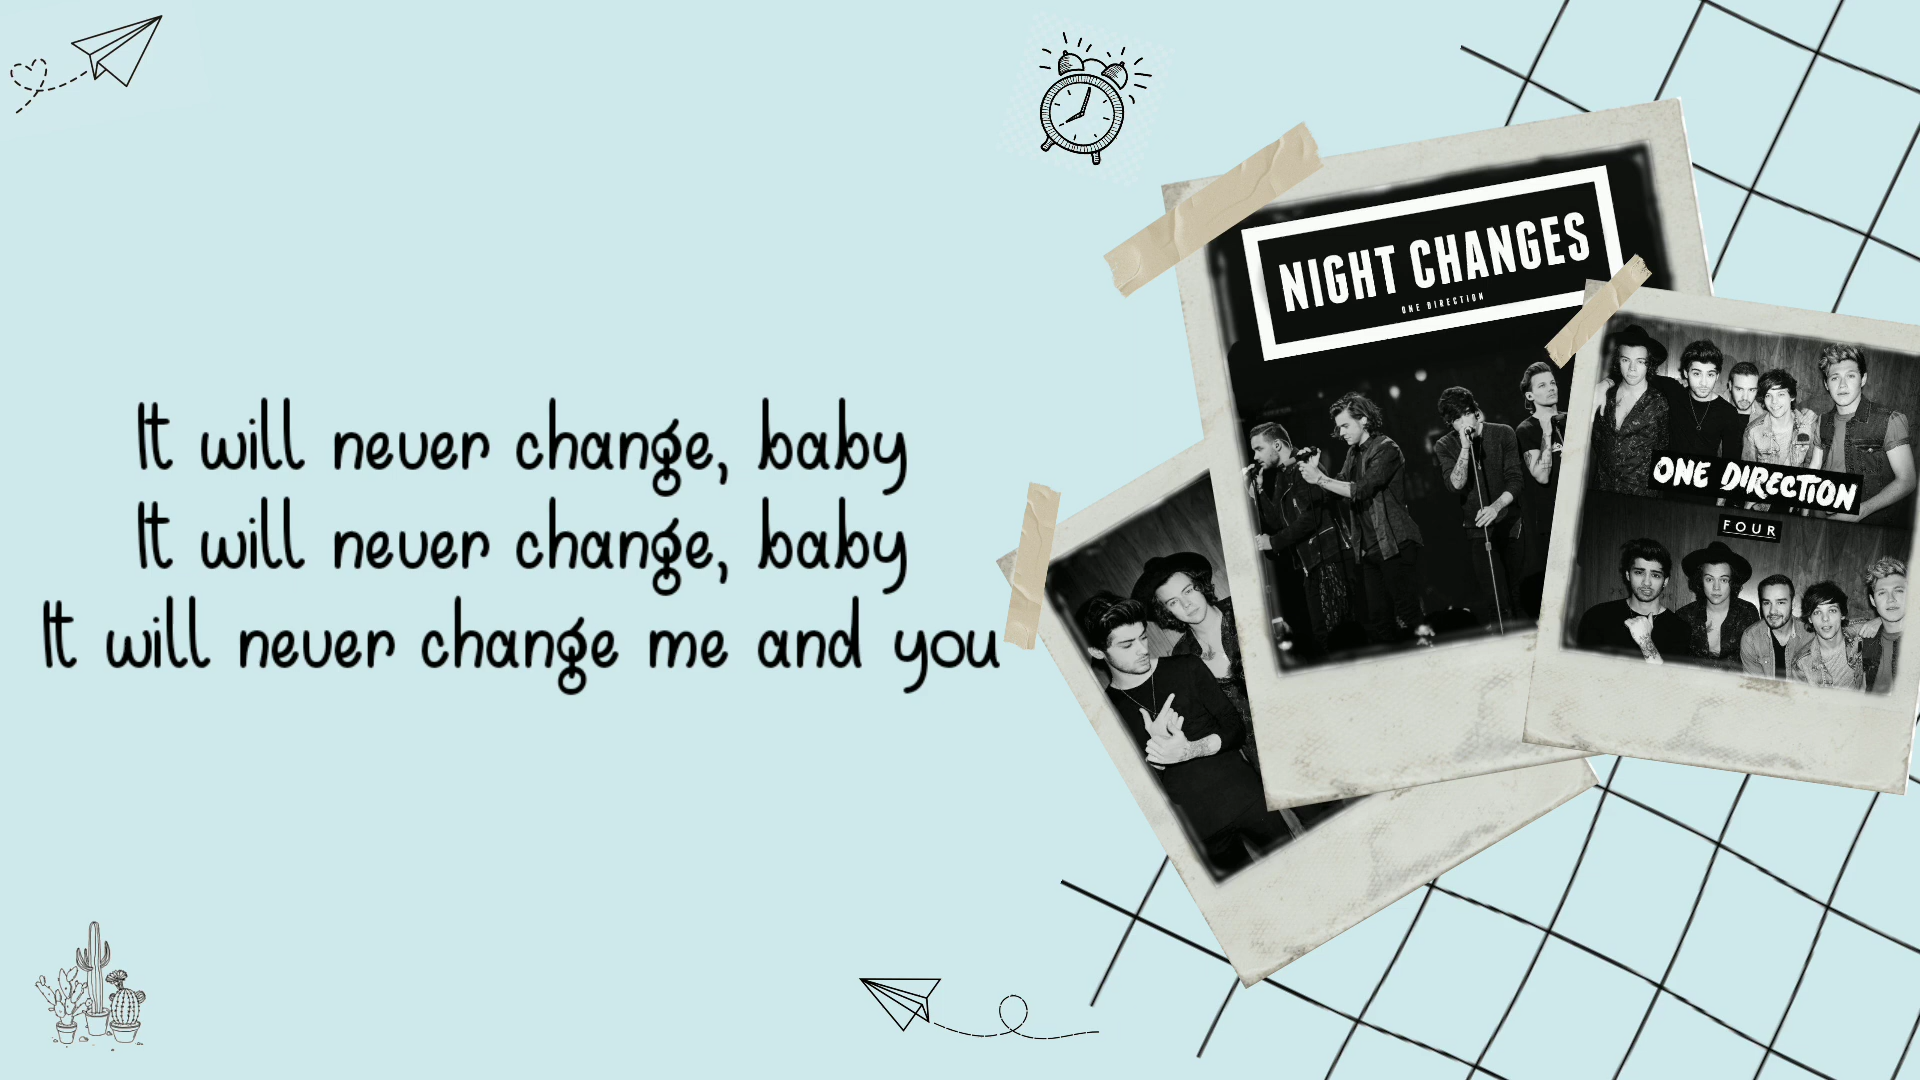 It will never change, baby
It will never change, baby
It will never change me and you
NIGHT CHANGES
ONE DIRECTION
ONE DIRECTION
FOUR